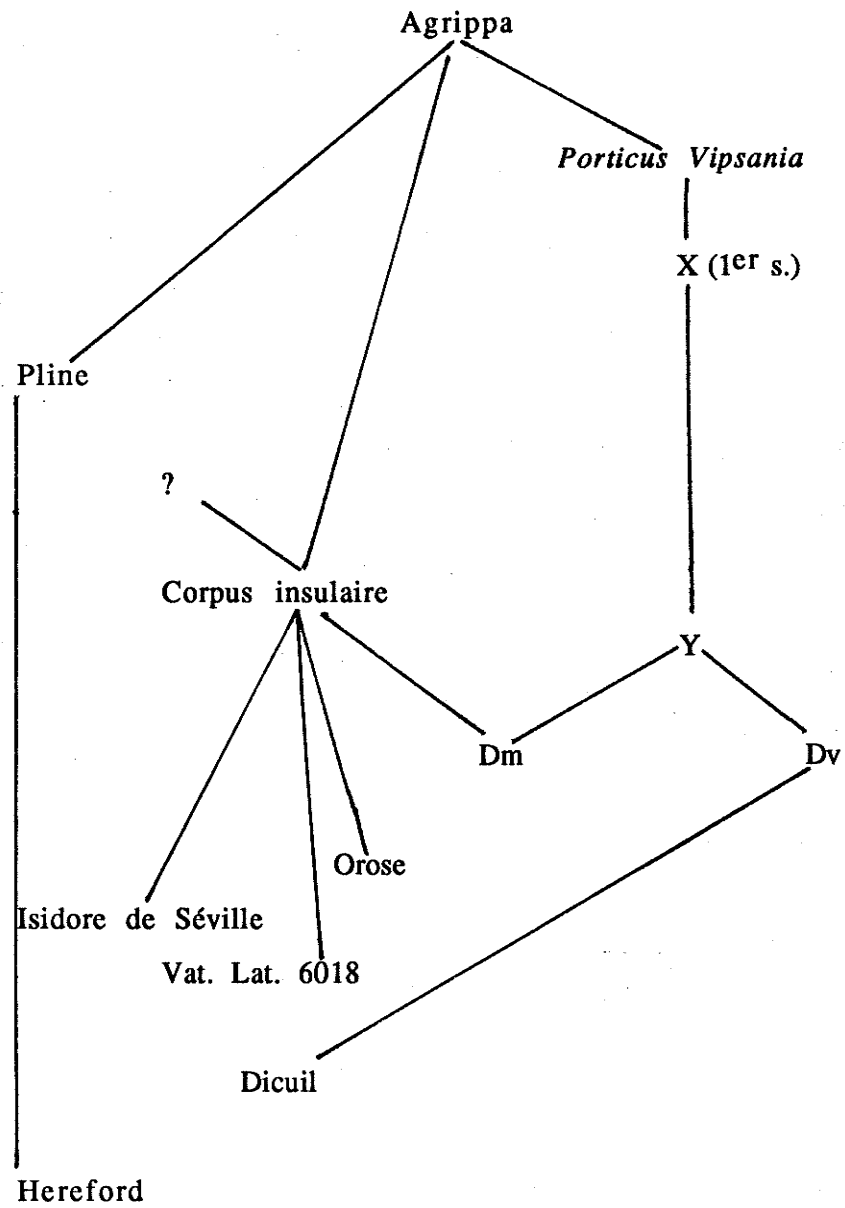 Agrippa
Porticus Vipsania
X (1er s.)
Pline
?
Corpus insulaire
Y
Dm
Dv
Orose
Isidore de Séville
Vat. Lat. 6018
Dicuil
Hereford